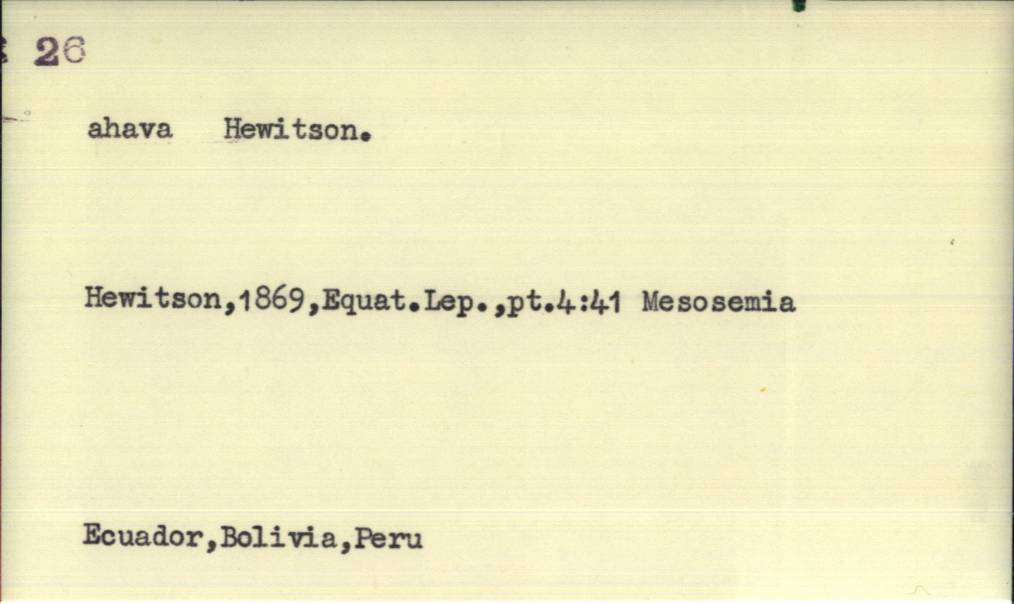 26
ahava Hewitson.
Hewitson,1869,Equat.Lep.,pt.4:41 Mesosemia
Ecuador,Bolivia,Peru